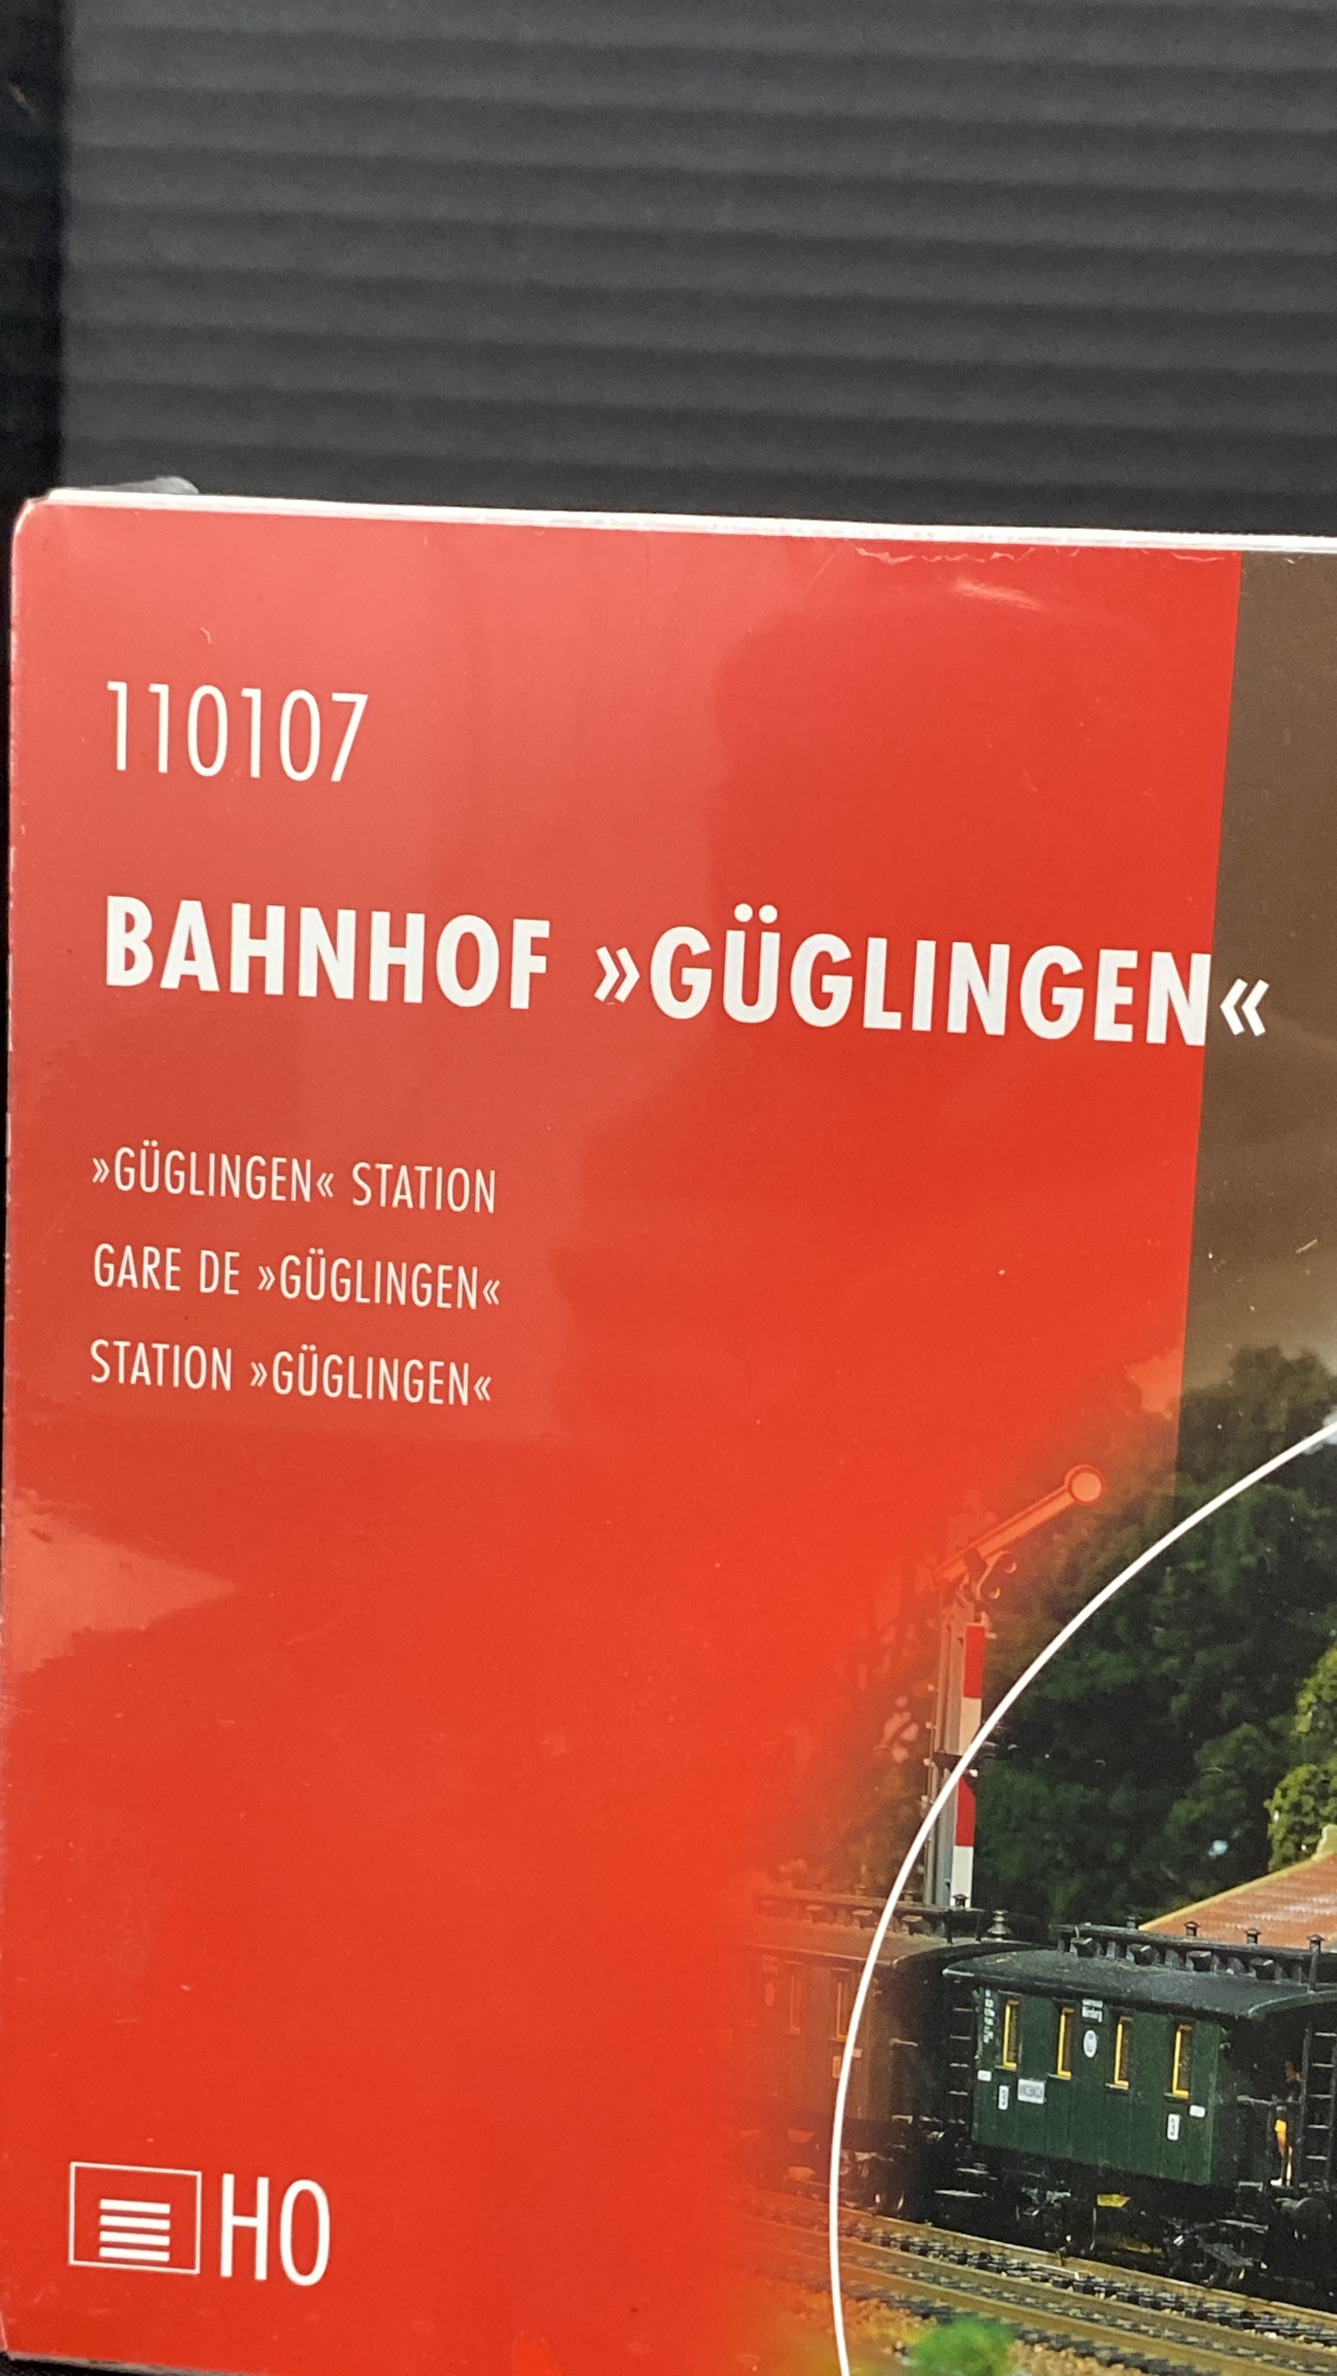 110107
BAHNHOF »GÜGLINGEN«
»GÜGLINGEN« STATION
GARE DE »GÜGLINGEN«
STATION »GÜGLINGEN«
HO